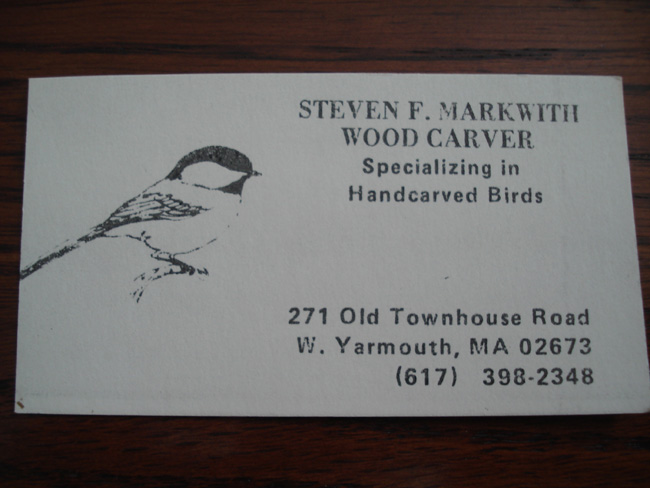 STEVEN F. MARKWITH
WOOD CARVER
Specializing in
Handcarved Birds
271 Old Townhouse Road
W. Yarmouth, MA 02673
(617) 398-2348